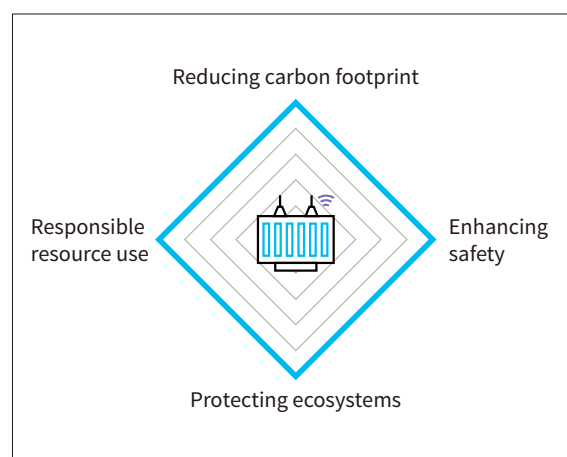 Reducing carbon footprint
Responsible
resource use
Enhancing
safety
Protecting ecosystems